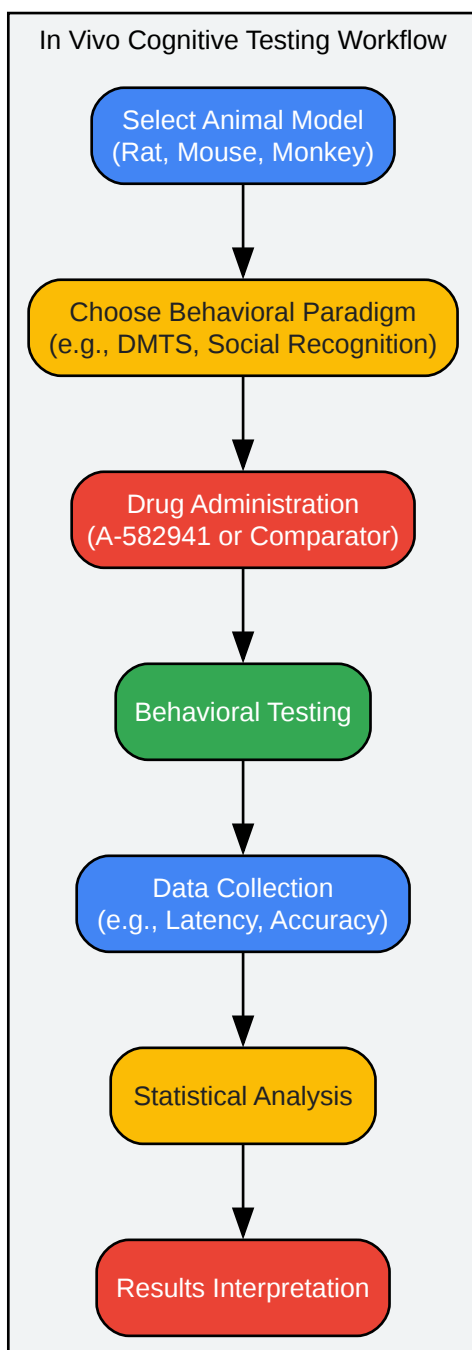 In Vivo Cognitive Testing Workflow
Select Animal Model
(Rat, Mouse, Monkey)
Choose Behavioral Paradigm
(e.g., DMTS, Social Recognition)
Drug Administration
(A-582941 or Comparator)
Behavioral Testing
Data Collection
(e.g., Latency, Accuracy)
Statistical Analysis
Results Interpretation